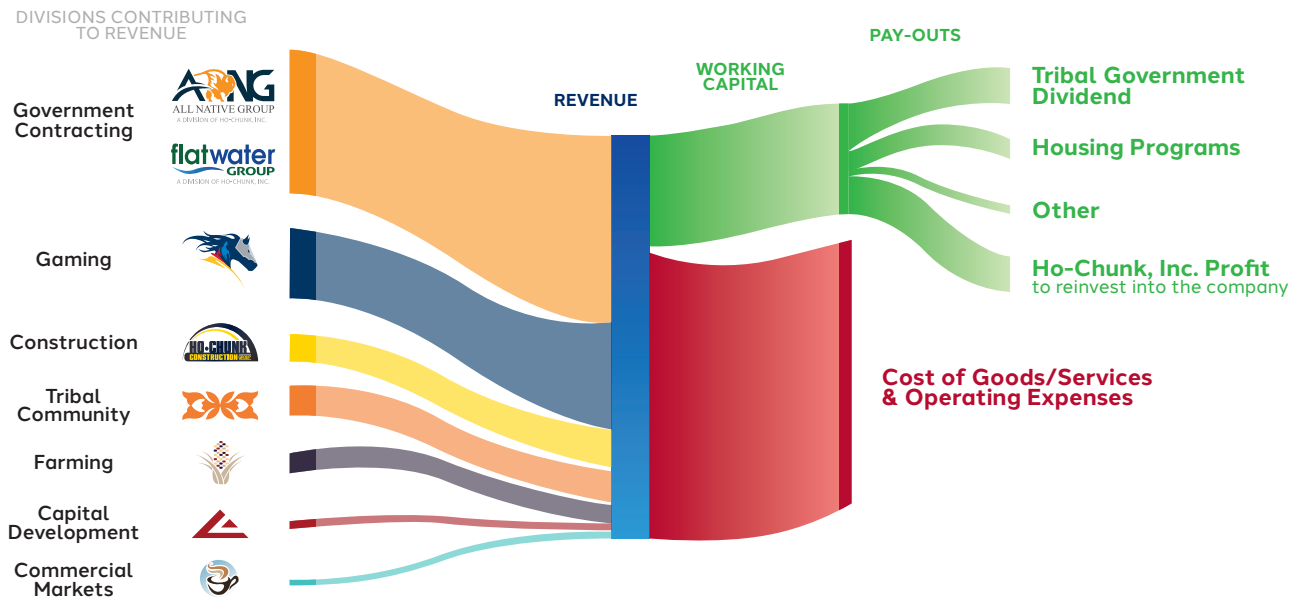 DIVISIONS CONTRIBUTING
TO REVENUE
Government
Contracting
ANG
ALL NATIVE GROUP
A DIVISION OF HO-CHUNK, INC.
flatwater
GROUP
A DIVISION OF HO-CHUNK, INC.
Gaming
Construction
HO-CHUNK
CONSTRUCTION
Tribal
Community
Farming
Capital
Development
Commercial
Markets
REVENUE
WORKING
CAPITAL
PAY-OUTS
Tribal Government
Dividend
Housing Programs
Other
Ho-Chunk, Inc. Profit
to reinvest into the company
Cost of Goods/Services
& Operating Expenses